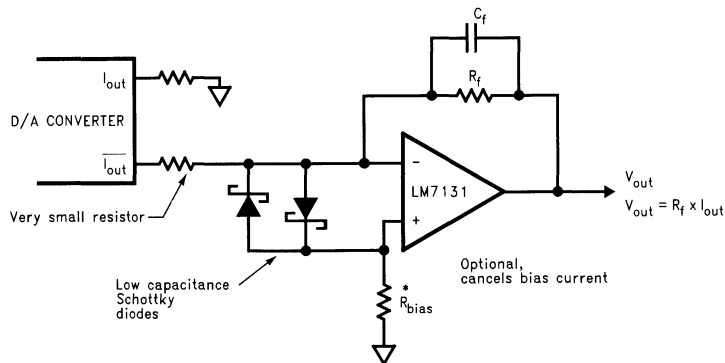 C_f
R_f
I_out
D/A CONVERTER
I̅_out
Very small resistor
−
LM7131
+
V_out
V_out = R_f x I_out
Low capacitance
Schottky
diodes
*
R_bias
Optional,
cancels bias current